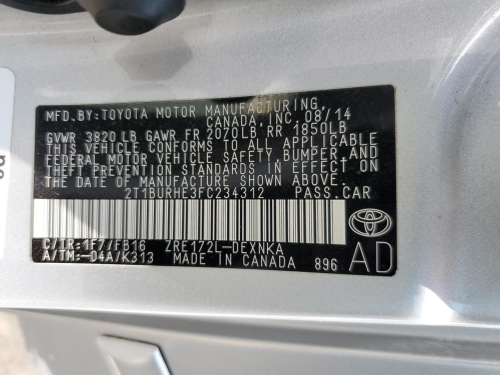 MFD.BY:TOYOTA MOTOR MANUFACTURING,
CANADA,INC. 08/14
GVWR 3820 LB GAWR FR 2070LB RR 1850LB
THIS VEHICLE CONFORMS TO ALL APPLICABLE
FEDERAL MOTOR VEHICLE SAFETY,BUMPER,AND
THEFT PREVENTION STANDARDS IN EFFECT ON
THE DATE OF MANUFACTURE SHOWN ABOVE.
2T1BURHE3FC234312 PASS.CAR
C/TR:1F7/FB16 ZRE172L-DEXNKA
A/TM:-04A/K313 MADE IN CANADA 896
AD